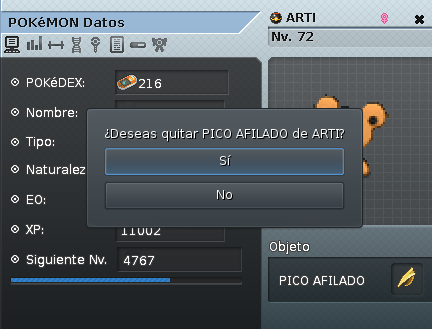 POKéMON Datos
ARTI
Nv. 72
POKéDEX:
216
Nombre:
¿Deseas quitar PICO AFILADO de ARTI?
Sí
No
Tipo:
Naturalez
EO:
XP:
11002
Siguiente Nv.
4767
Objeto
PICO AFILADO